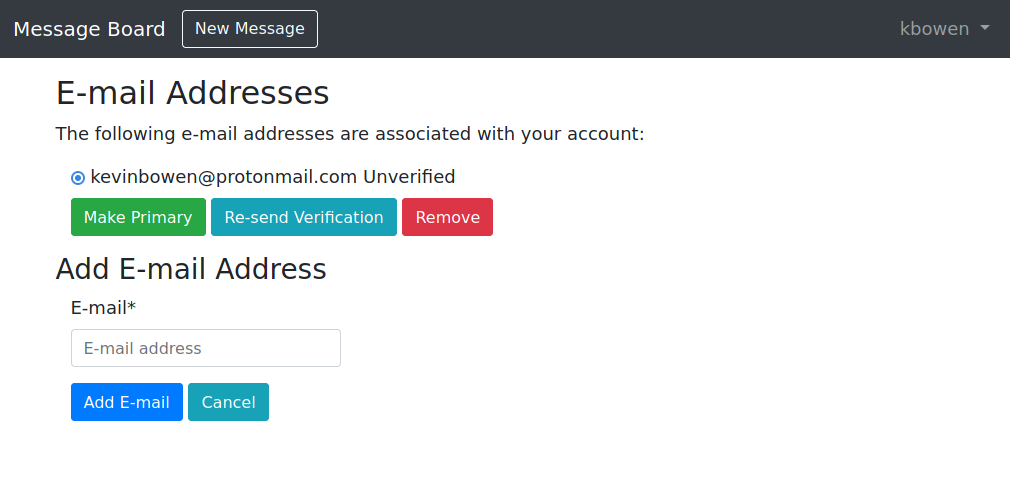 Message Board New Message kbowen
E-mail Addresses
The following e-mail addresses are associated with your account:
kevinbowen@protonmail.com Unverified
Make Primary Re-send Verification Remove
Add E-mail Address
E-mail*
E-mail address
Add E-mail Cancel